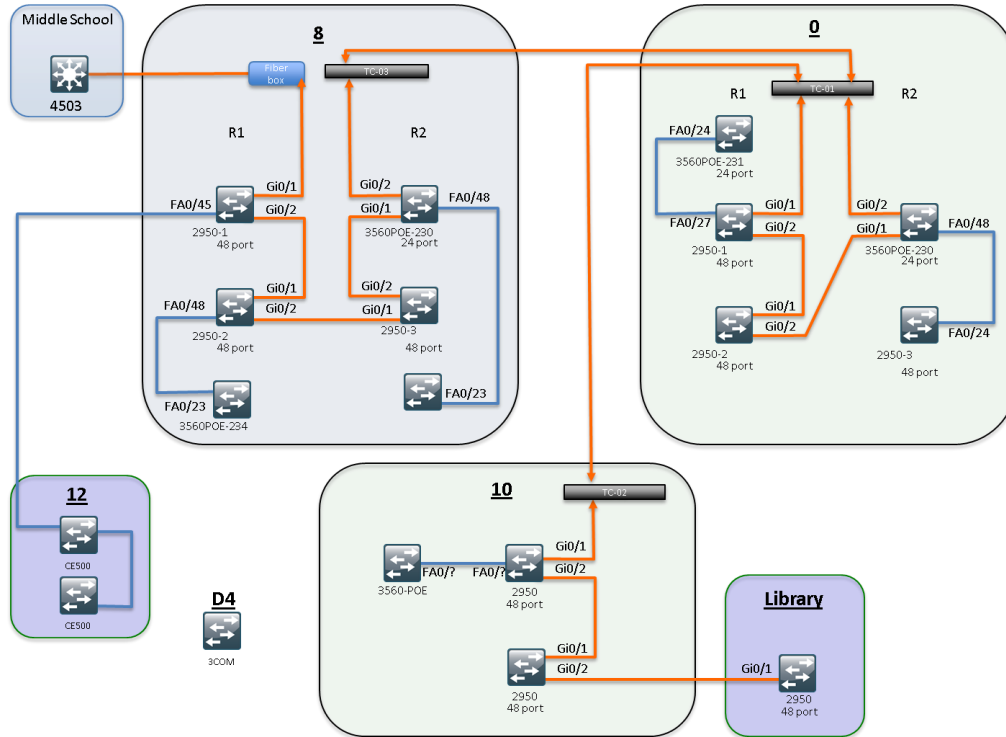 Middle School
4503
8
Fiber
box
TC-03
R1
R2
Gi0/1
Gi0/2
FA0/45
2950-1
48 port
Gi0/2
Gi0/1
FA0/48
3560POE-230
24 port
FA0/48
Gi0/1
Gi0/2
2950-2
48 port
Gi0/2
Gi0/1
2950-3
48 port
FA0/23
3560POE-234
FA0/23
0
TC-01
R1
R2
FA0/24
3560POE-231
24 port
FA0/27
Gi0/1
Gi0/2
2950-1
48 port
Gi0/2
Gi0/1
FA0/48
3560POE-230
24 port
Gi0/1
Gi0/2
2950-2
48 port
FA0/24
2950-3
48 port
12
CE500
CE500
D4
3COM
10
TC-02
3560-POE
FA0/?
FA0/?
Gi0/1
Gi0/2
2950
48 port
Gi0/1
Gi0/2
2950
48 port
Library
Gi0/1
2950
48 port